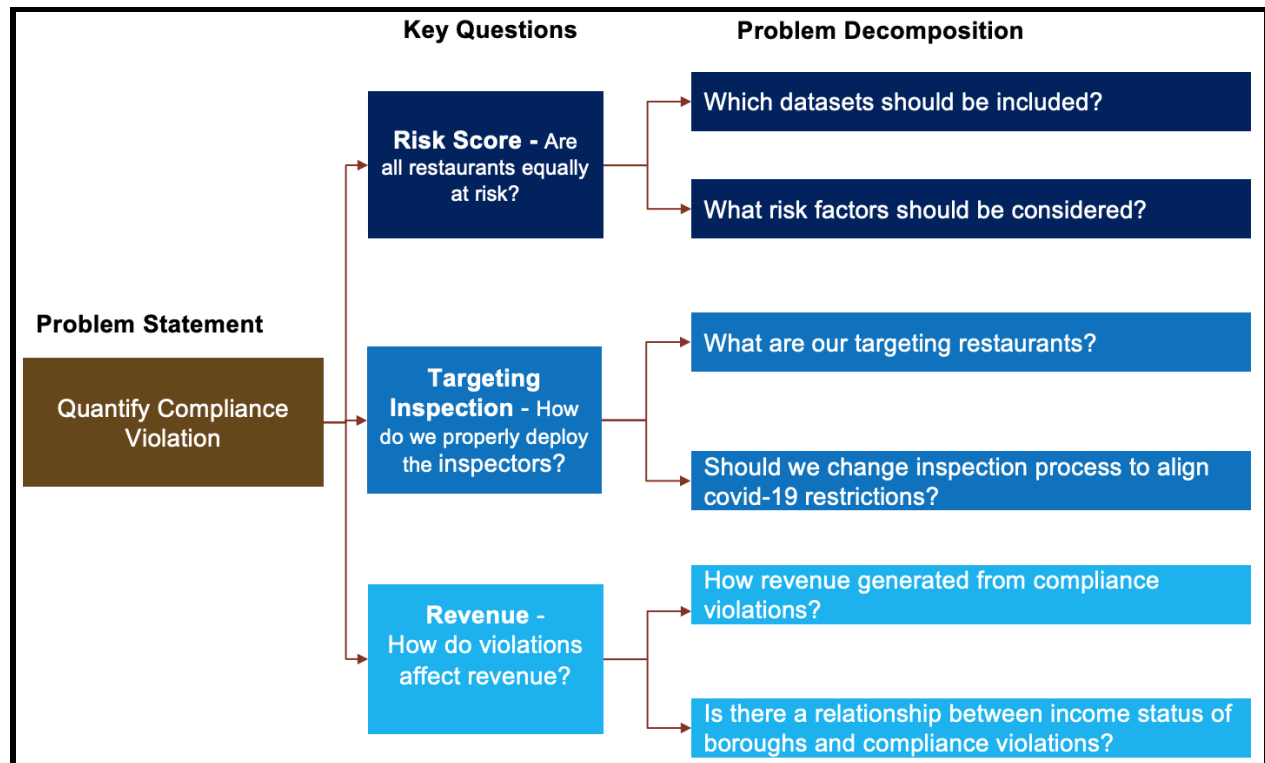 Key Questions
Problem Decomposition
Risk Score - Are
all restaurants equally
at risk?
Which datasets should be included?
What risk factors should be considered?
Problem Statement
Quantify Compliance
Violation
Targeting
Inspection - How
do we properly deploy
the inspectors?
What are our targeting restaurants?
Should we change inspection process to align
covid-19 restrictions?
Revenue -
How do violations
affect revenue?
How revenue generated from compliance
violations?
Is there a relationship between income status of
boroughs and compliance violations?